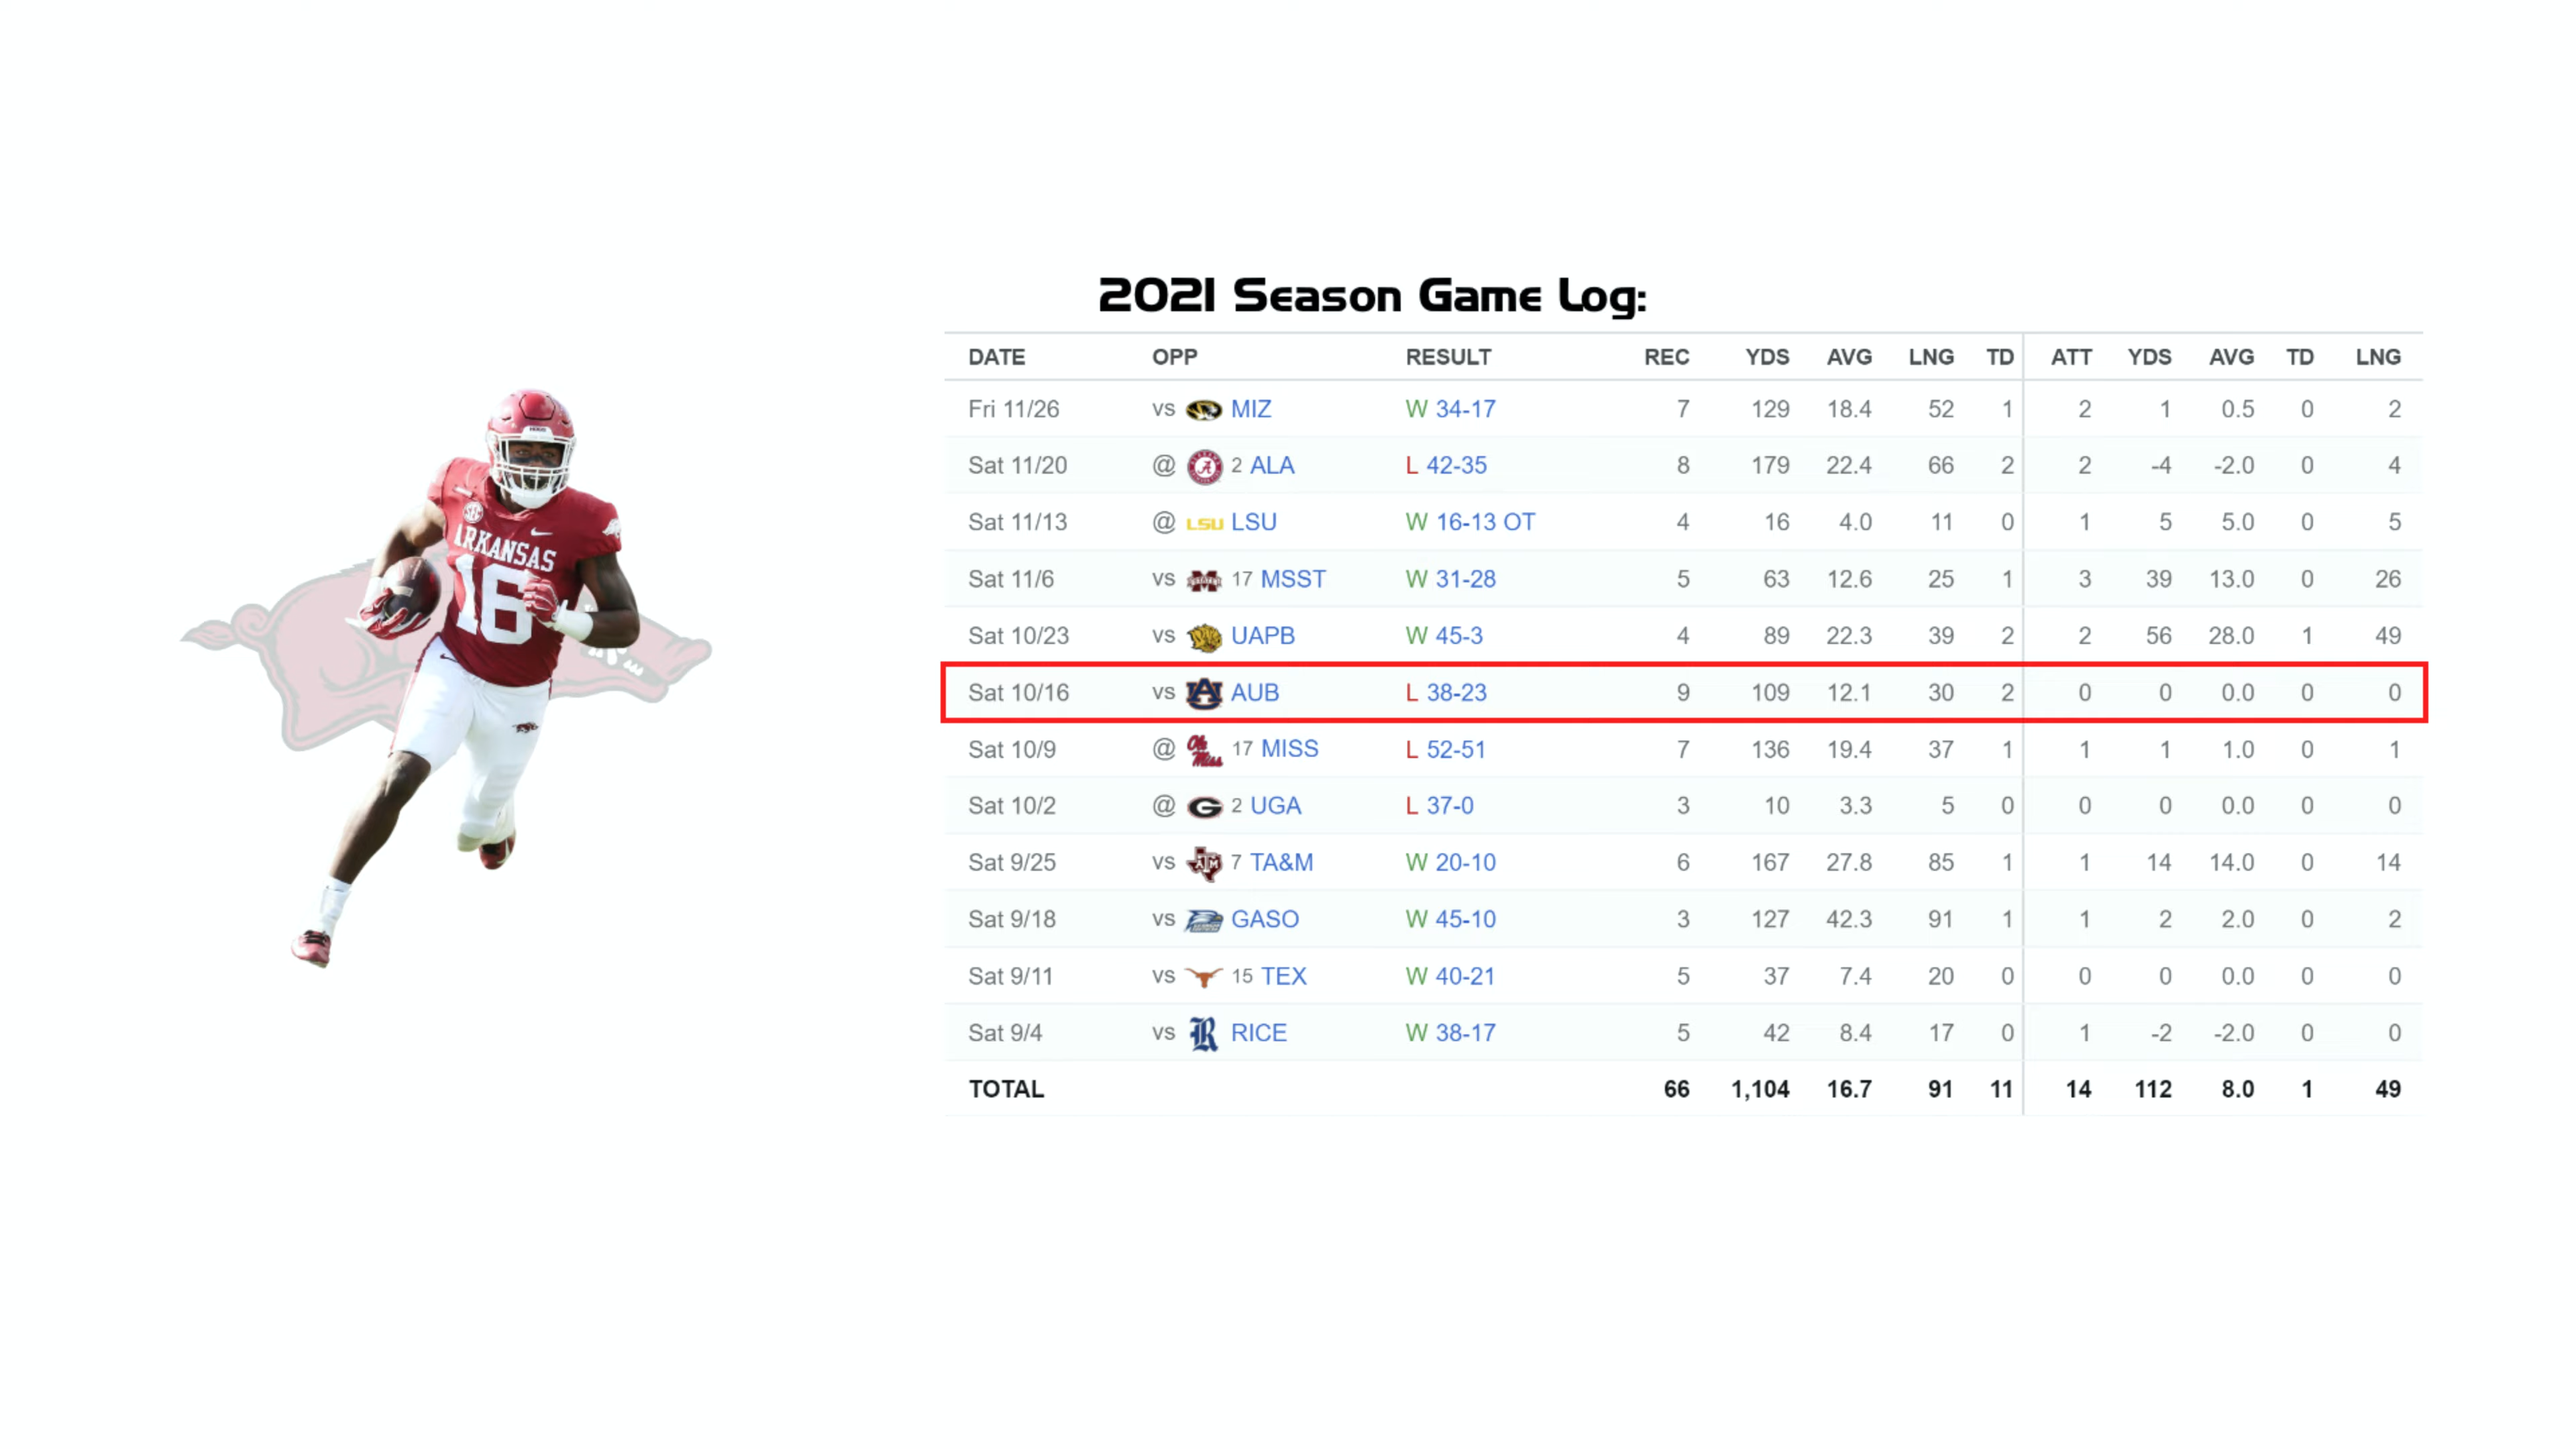 2021 Season Game Log:
DATE OPP RESULT REC YDS AVG LNG TD ATT YDS AVG TD LNG
Fri 11/26 vs MIZ W 34-17 7 129 18.4 52 1 2 1 0.5 0 2
Sat 11/20 @ 2 ALA L 42-35 8 179 22.4 66 2 2 -4 -2.0 0 4
Sat 11/13 @ LSU LSU W 16-13 OT 4 16 4.0 11 0 1 5 5.0 0 5
Sat 11/6 vs 17 MSST W 31-28 5 63 12.6 25 1 3 39 13.0 0 26
Sat 10/23 vs UAPB W 45-3 4 89 22.3 39 2 2 56 28.0 1 49
Sat 10/16 vs AUB L 38-23 9 109 12.1 30 2 0 0 0.0 0 0
Sat 10/9 @ Ole Miss 17 MISS L 52-51 7 136 19.4 37 1 1 1 1.0 0 1
Sat 10/2 @ G 2 UGA L 37-0 3 10 3.3 5 0 0 0 0.0 0 0
Sat 9/25 vs ATM 7 TA&M W 20-10 6 167 27.8 85 1 1 14 14.0 0 14
Sat 9/18 vs GASO W 45-10 3 127 42.3 91 1 1 2 2.0 0 2
Sat 9/11 vs 15 TEX W 40-21 5 37 7.4 20 0 0 0 0.0 0 0
Sat 9/4 vs R RICE W 38-17 5 42 8.4 17 0 1 -2 -2.0 0 0
TOTAL 66 1,104 16.7 91 11 14 112 8.0 1 49
SEC
ARKANSAS
16